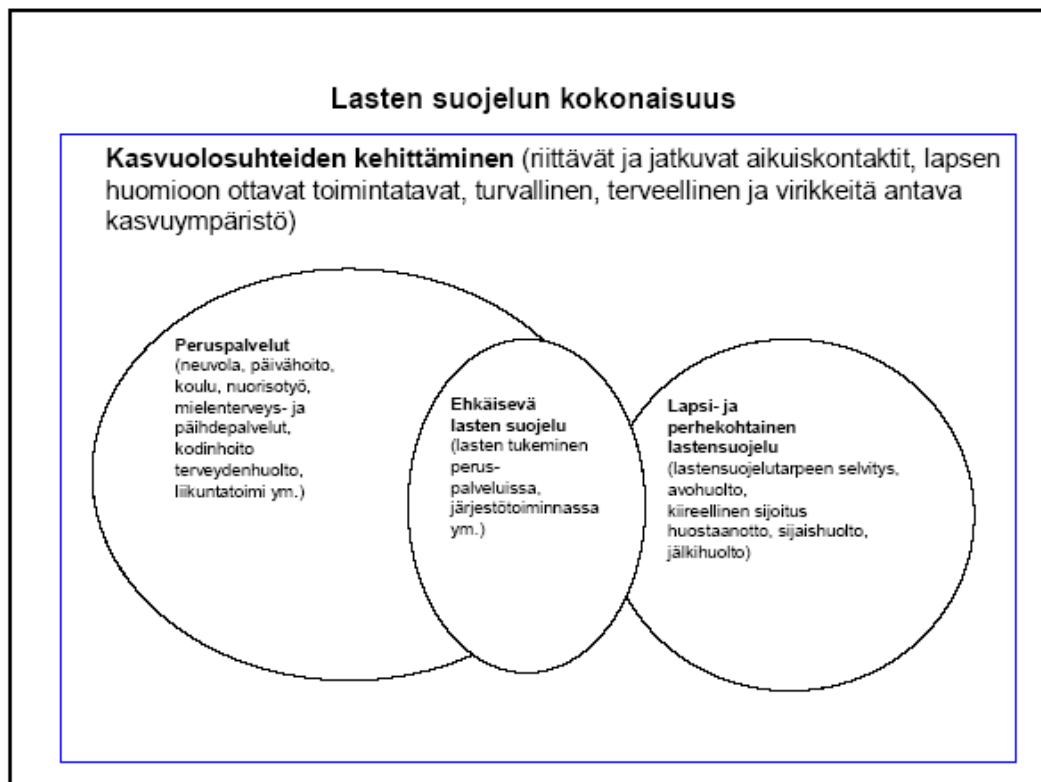 Lasten suojelun kokonaisuus
Kasvuolosuhteiden kehittäminen (riittävät ja jatkuvat aikuiskontaktit, lapsen
huomioon ottavat toimintatavat, turvallinen, terveellinen ja virikkeitä antava
kasvuympäristö)
Peruspalvelut
(neuvola, päivähoito,
koulu, nuorisotyö,
mielenterveys- ja
päihdepalvelut,
kodinhoito
terveydenhuolto,
liikuntatoimi ym.)
Ehkäisevä
lasten suojelu
(lasten tukeminen
perus-
palveluissa,
järjestötoiminnassa
ym.)
Lapsi- ja
perhekohtainen
lastensuojelu
(lastensuojelutarpeen selvitys,
avohuolto,
kiireellinen sijoitus
huostaanotto, sijaishuolto,
jälkihuolto)